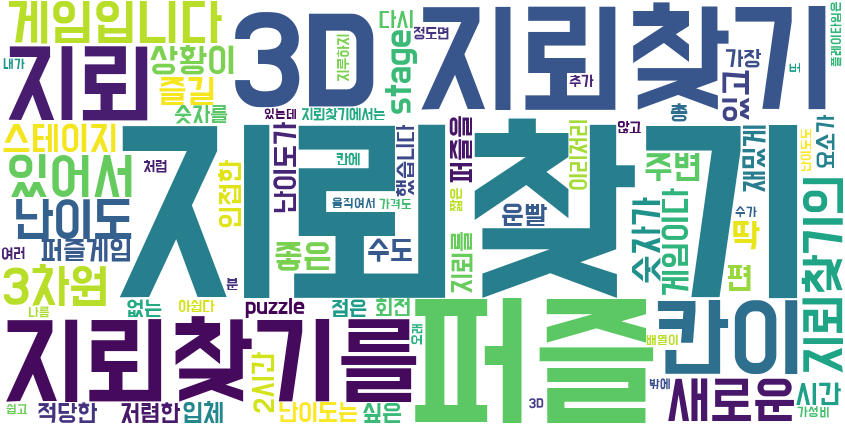 게임입니다 3D 지뢰찾기
내가 지뢰 상황이 지루하지 다시 정도면 플레이타임은
즐김 stage 추가 가장 또
숫자를 있는데 지뢰찾기에서는 있고 총
스테이지 지뢰찾기 않고 재밌게 요소가
있어서 인접한 난이도가 칸에 했습니다 퍼즐을 이리저리 주변 난이도도
난이도 움직여서 가격도 짧은 운빨 숫자가 수가
여러 퍼즐게임 좋은 수도 지뢰를 게임이다 딱 지뢰찾기의
3차원 분 편
나름 없는 아쉽다 puzzle 점은 회전 퍼즐 칸이
지뢰찾기를 2시간 오래 배열이
밖에 새로운 시간
쉽고 적당한 저렴한 입체 난이도는 싶은 3D 가성비
처럼